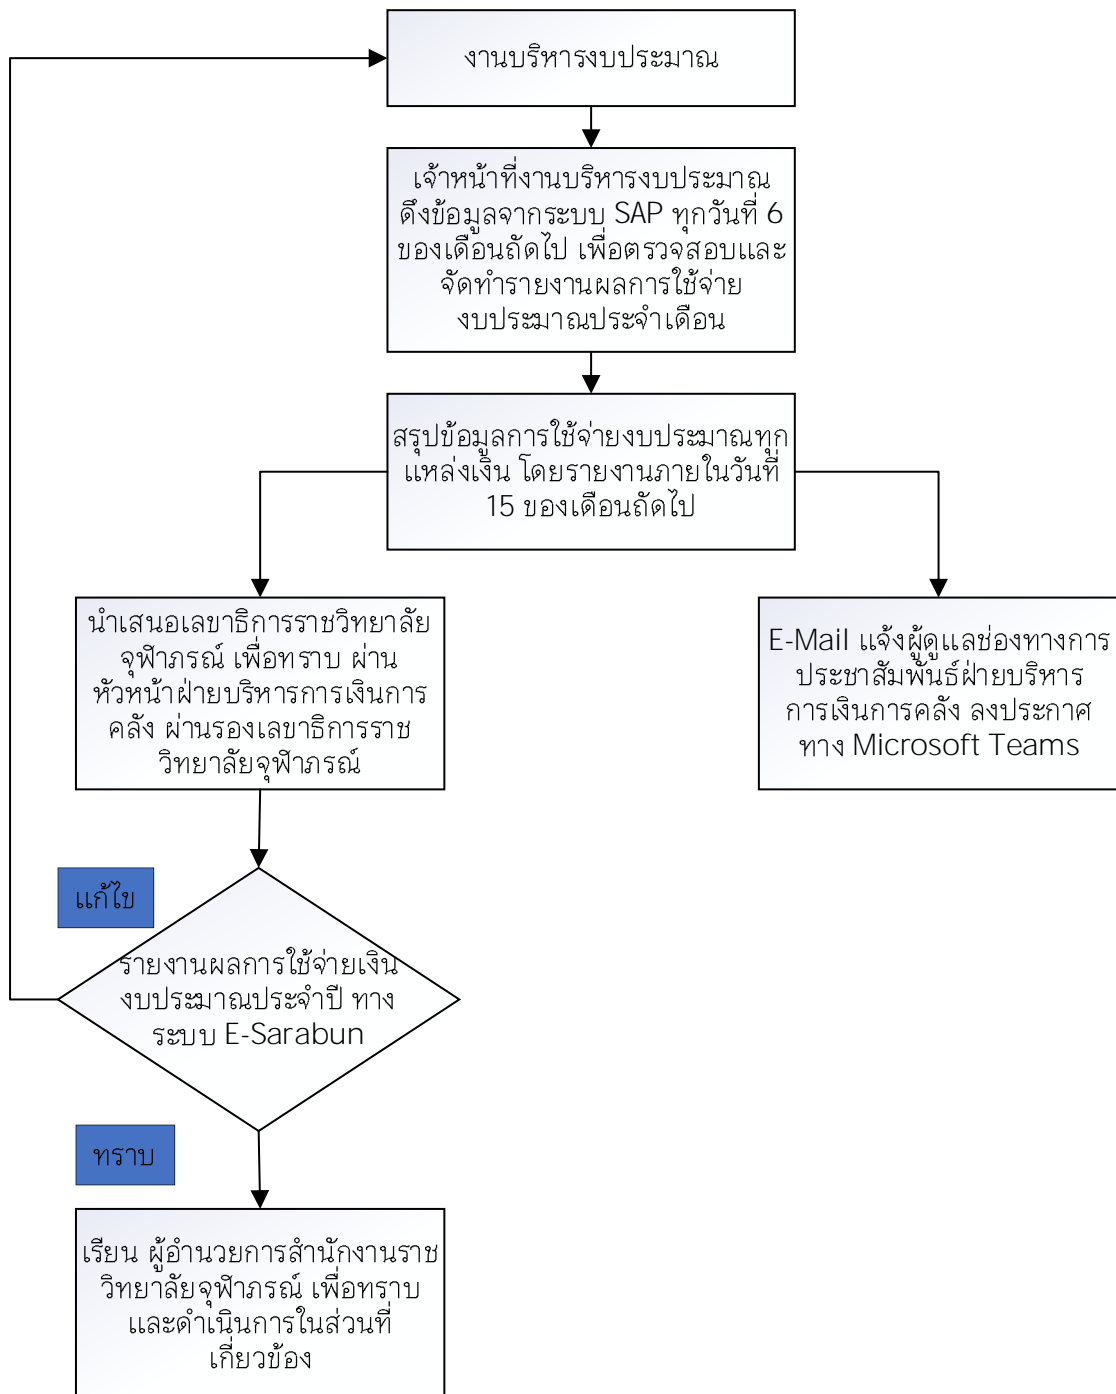 งานบริหารงบประมาณ
เจ้าหน้าที่งานบริหารงบประมาณ
ดึงข้อมูลจากระบบ SAP ทุกวันที่ 6
ของเดือนถัดไป เพื่อตรวจสอบและ
จัดทำรายงานผลการใช้จ่าย
งบประมาณประจำเดือน
สรุปข้อมูลการใช้จ่ายงบประมาณทุก
แหล่งเงิน โดยรายงานภายในวันที่
15 ของเดือนถัดไป
นำเสนอเลขาธิการราชวิทยาลัย
จุฬาภรณ์ เพื่อทราบ ผ่าน
หัวหน้าฝ่ายบริหารการเงินการ
คลัง ผ่านรองเลขาธิการราช
วิทยาลัยจุฬาภรณ์
E-Mail แจ้งผู้ดูแลช่องทางการ
ประชาสัมพันธ์ฝ่ายบริหาร
การเงินการคลัง ลงประกาศ
ทาง Microsoft Teams
แก้ไข
รายงานผลการใช้จ่ายเงิน
งบประมาณประจำปี ทาง
ระบบ E-Sarabun
ทราบ
เรียน ผู้อำนวยการสำนักงานราช
วิทยาลัยจุฬาภรณ์ เพื่อทราบ
และดำเนินการในส่วนที่
เกี่ยวข้อง